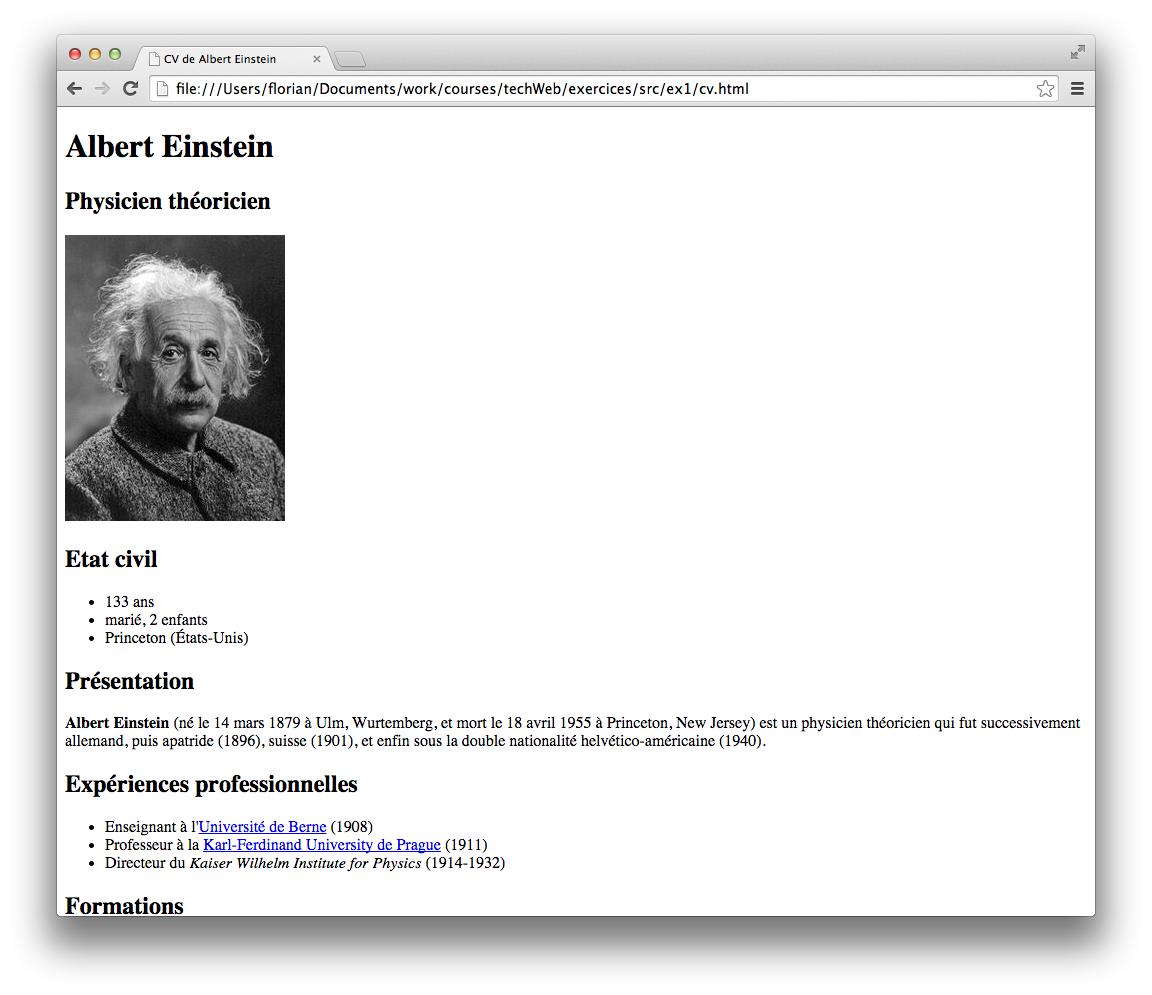 CV de Albert Einstein
file:///Users/florian/Documents/work/courses/techWeb/exercices/src/ex1/cv.html
Albert Einstein
Physicien théoricien
Etat civil
• 133 ans
• marié, 2 enfants
• Princeton (États-Unis)
Présentation
Albert Einstein (né le 14 mars 1879 à Ulm, Wurtemberg, et mort le 18 avril 1955 à Princeton, New Jersey) est un physicien théoricien qui fut successivement
allemand, puis apatride (1896), suisse (1901), et enfin sous la double nationalité helvético-américaine (1940).
Expériences professionnelles
• Enseignant à l'Université de Berne (1908)
• Professeur à la Karl-Ferdinand University de Prague (1911)
• Directeur du Kaiser Wilhelm Institute for Physics (1914-1932)
Formations